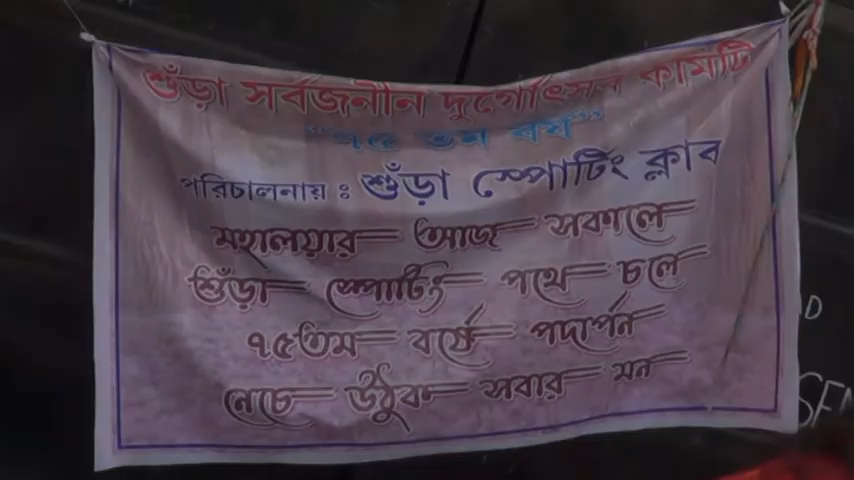 শুঁড়া সর্বজনীন দুর্গোৎসব কমিটি
“৭৫ তম বর্ষ”
পরিচালনায় : শুঁড়া স্পোর্টিং ক্লাব
মহালয়ার আজ সকালে
শুঁড়া স্পোর্টিং পথে চলে
৭৫তম বর্ষে পদার্পন
নেচে উঠুক সবার মন